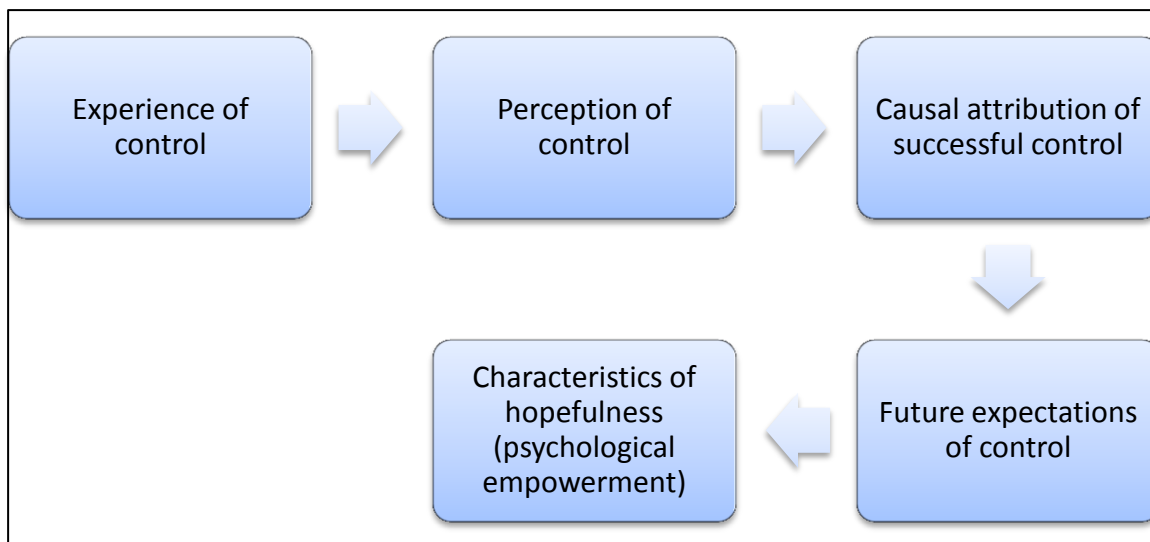 Experience of
control
Perception of
control
Causal attribution of
successful control
Future expectations
of control
Characteristics of
hopefulness
(psychological
empowerment)